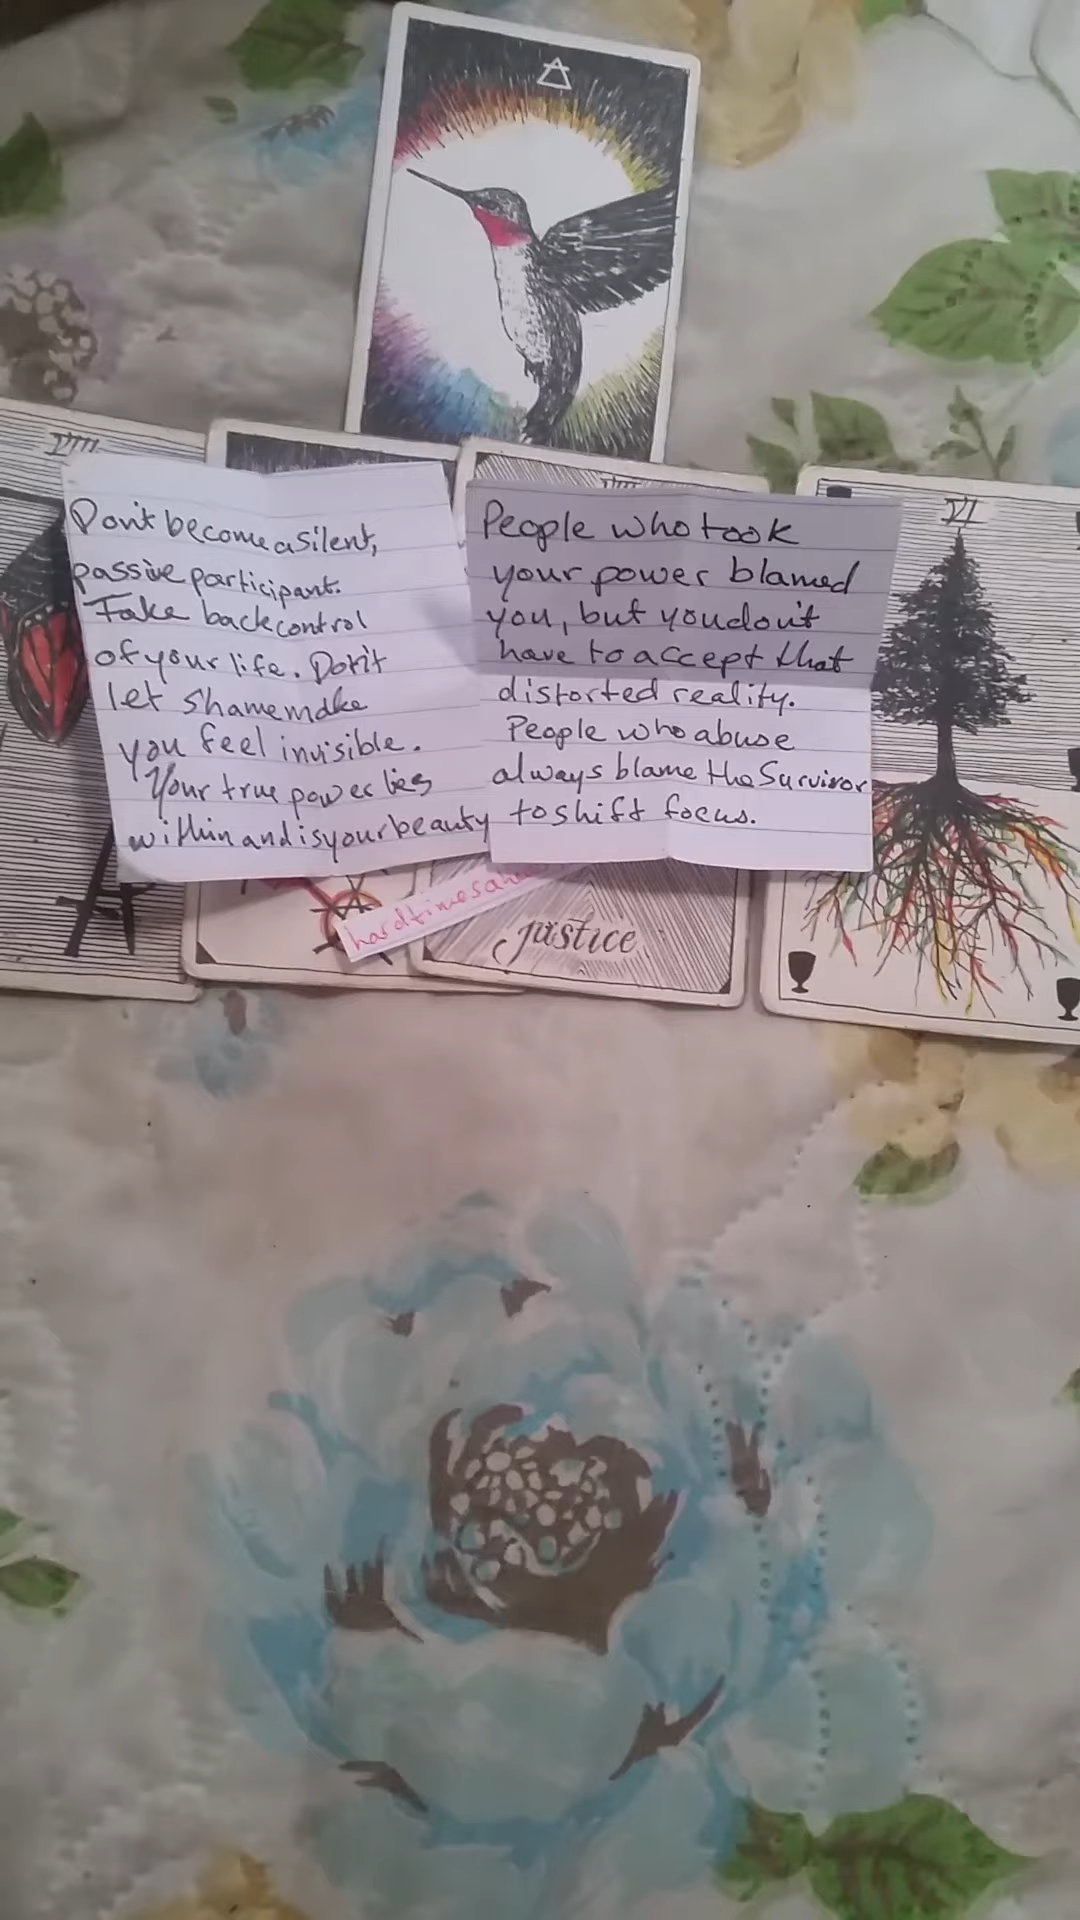 VIII
VI
Don't become a silent,
passive participant.
Take back control
of your life. Don't
let shame make
you feel invisible.
Your true power lies
within and is your beauty
People who took
your power blamed
you, but you don't
have to accept that
distorted reality.
People who abuse
always blame the Survivor
to shift focus.
justice